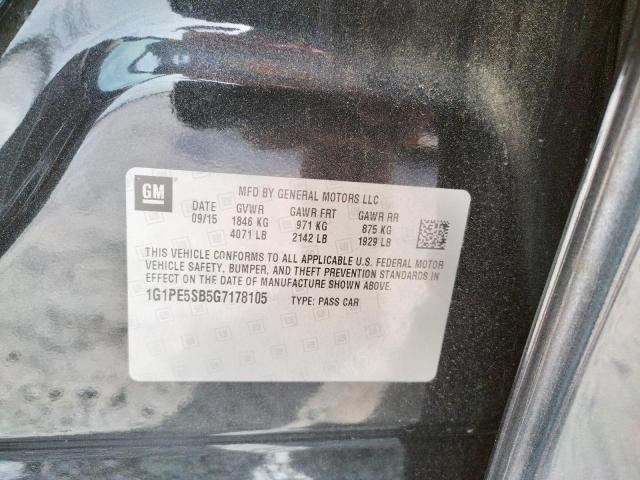 GM
MFD BY GENERAL MOTORS LLC
DATE GVWR GAWR FRT GAWR RR
09/15 1846 KG 971 KG 875 KG
4071 LB 2142 LB 1929 LB
THIS VEHICLE CONFORMS TO ALL APPLICABLE U.S. FEDERAL MOTOR
VEHICLE SAFETY, BUMPER, AND THEFT PREVENTION STANDARDS IN
EFFECT ON THE DATE OF MANUFACTURE SHOWN ABOVE.
1G1PE5SB5G7178105 TYPE: PASS CAR